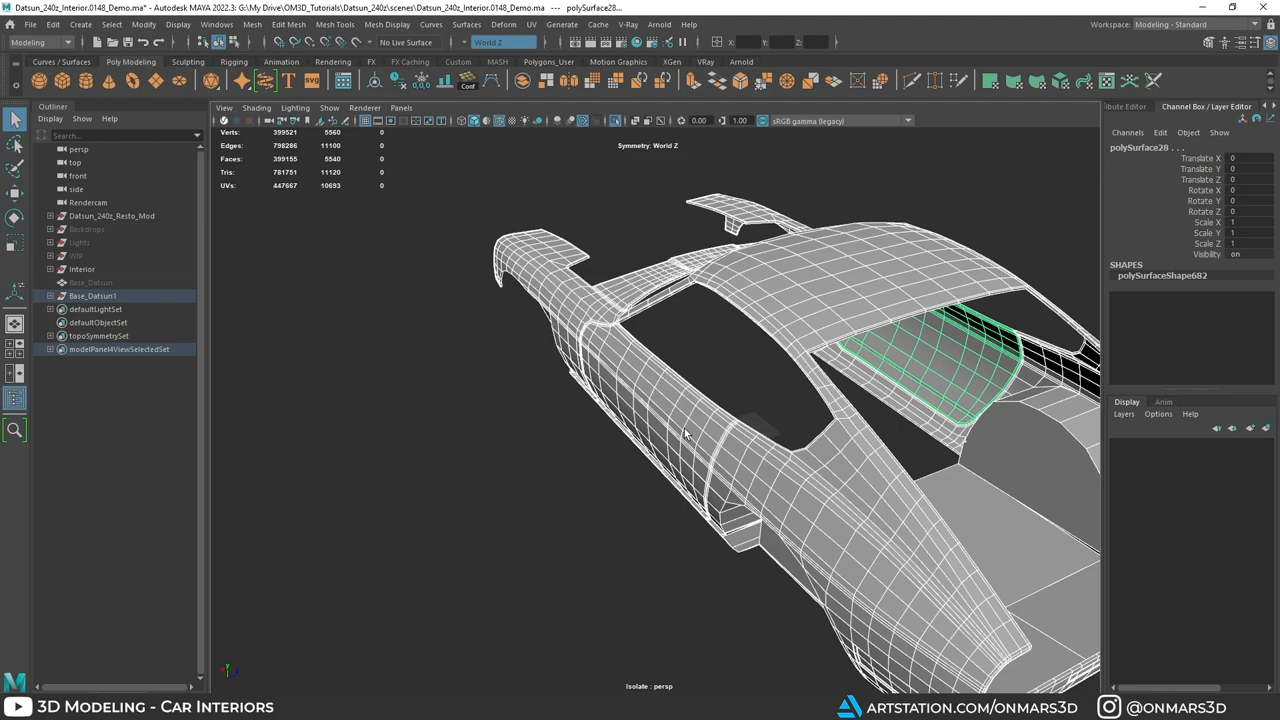 Datsun_240z_Interior.0148_Demo.ma* - Autodesk MAYA 2022.3: G:\My Drive\OM3D_Tutorials\Datsun_240z\scenes\Datsun_240z_Interior.0148_Demo.ma --- polySurface28...
File Edit Create Select Modify Display Windows Mesh Edit Mesh Mesh Tools Mesh Display Curves Surfaces Deform UV Generate Cache V-Ray Arnold Help
Workspace: Modeling - Standard
Modeling No Live Surface World Z X: Y: Z:
Curves / Surfaces Poly Modeling Sculpting Rigging Animation Rendering FX FX Caching Custom MASH Polygons_User Motion Graphics XGen VRay Arnold
Outliner
Display Show Help
Search...
persp
top
front
side
Rendercam
Datsun_240z_Resto_Mod
Backdrops
Lights
WIP
Interior
Base_Datsun
Base_Datsun1
defaultLightSet
defaultObjectSet
topoSymmetrySet
modelPanel4ViewSelectedSet
View Shading Lighting Show Renderer Panels
0.00 1.00 sRGB gamma (legacy)
Verts: 399521 5560 0
Edges: 798286 11100 0
Faces: 399155 5540 0
Tris: 781751 11120 0
UVs: 447667 10693 0
Symmetry: World Z
Isolate : persp
bute Editor Channel Box / Layer Editor
Channels Edit Object Show
polySurface28 . . .
Translate X 0
Translate Y 0
Translate Z 0
Rotate X 0
Rotate Y 0
Rotate Z 0
Scale X 1
Scale Y 1
Scale Z 1
Visibility on
SHAPES
polySurfaceShape682
Display Anim
Layers Options Help
3D MODELING - CAR INTERIORS
ARTSTATION.COM/ONMARS3D
@ONMARS3D